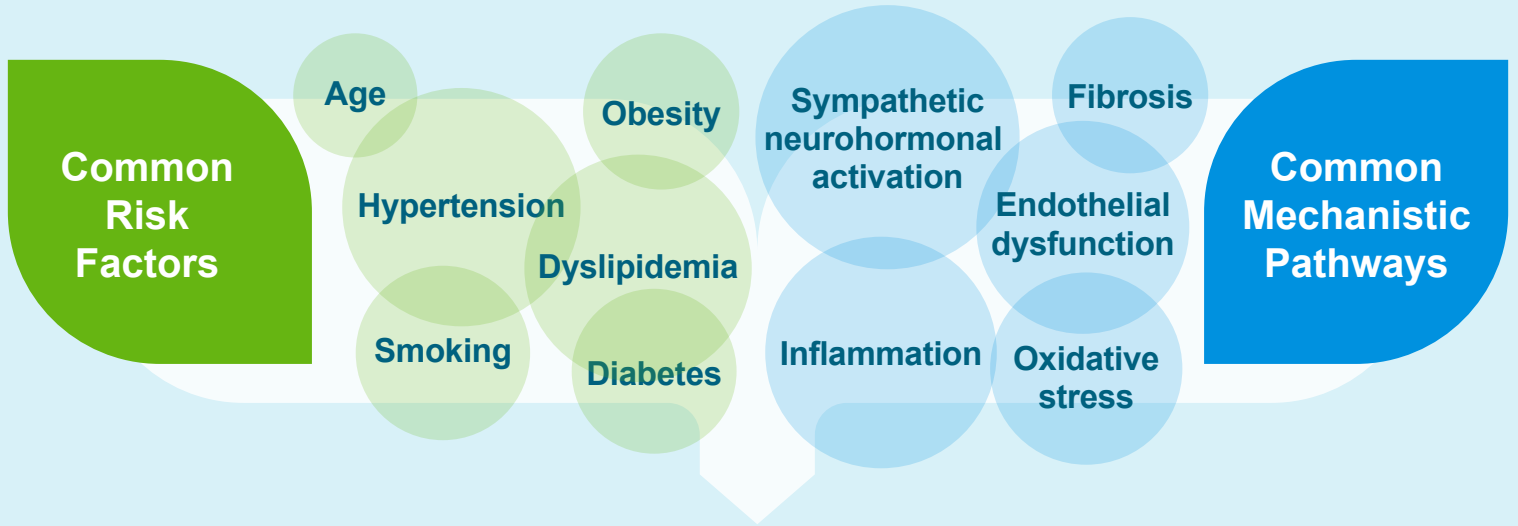 Common
Risk
Factors
Age
Obesity
Hypertension
Dyslipidemia
Smoking
Diabetes
Sympathetic
neurohormonal
activation
Fibrosis
Endothelial
dysfunction
Inflammation
Oxidative
stress
Common
Mechanistic
Pathways